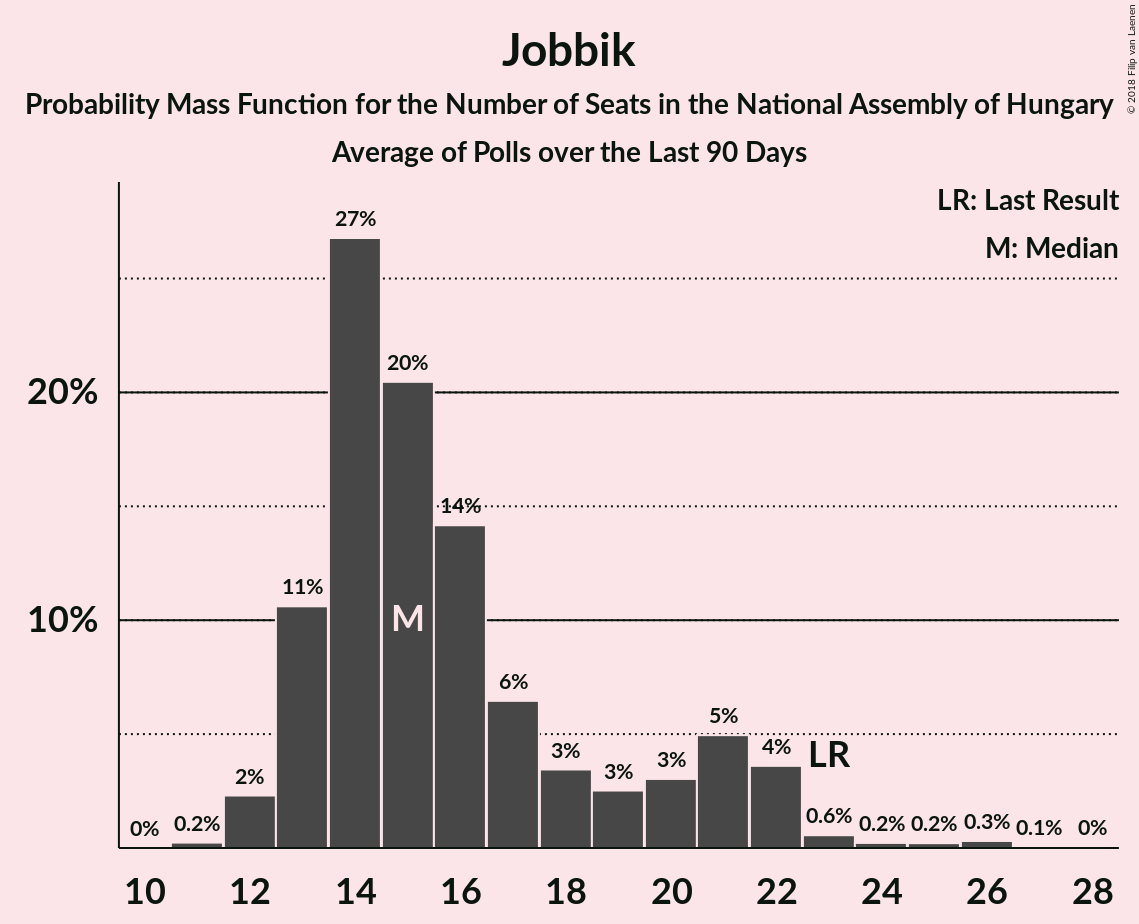 Jobbik
Probability Mass Function for the Number of Seats in the National Assembly of Hungary
Average of Polls over the Last 90 Days
© 2018 Filip van Laenen
LR: Last Result
M: Median
27%
20%
20%
14%
11%
10%
M
6%
5%
4%
LR
3%
3%
3%
2%
0%
0.2%
0.6%
0.2%
0.2%
0.3%
0.1%
0%
10 12 14 16 18 20 22 24 26 28